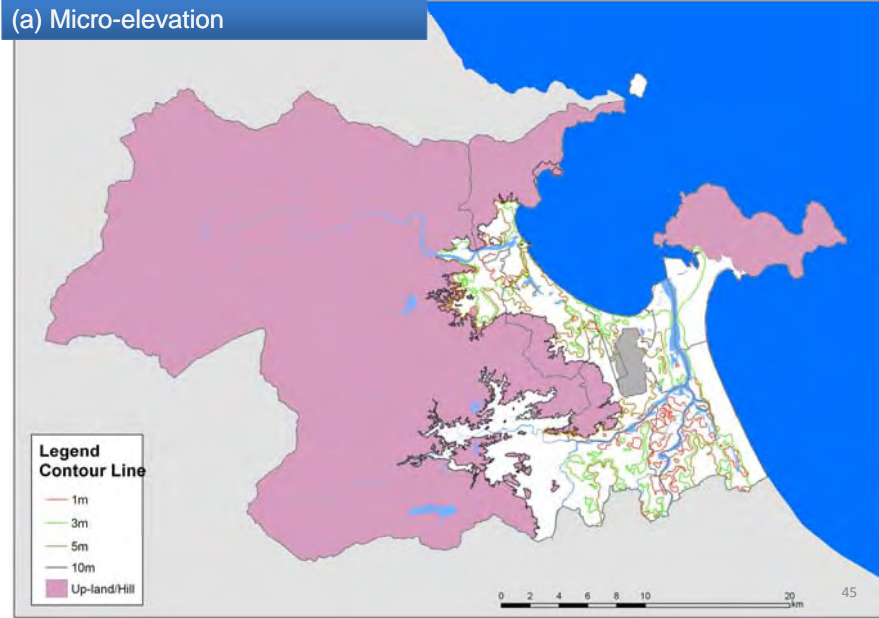 (a) Micro-elevation
Legend
Contour Line
1m
3m
5m
10m
Up-land/Hill
0 2 4 6 8 10 20
km
45